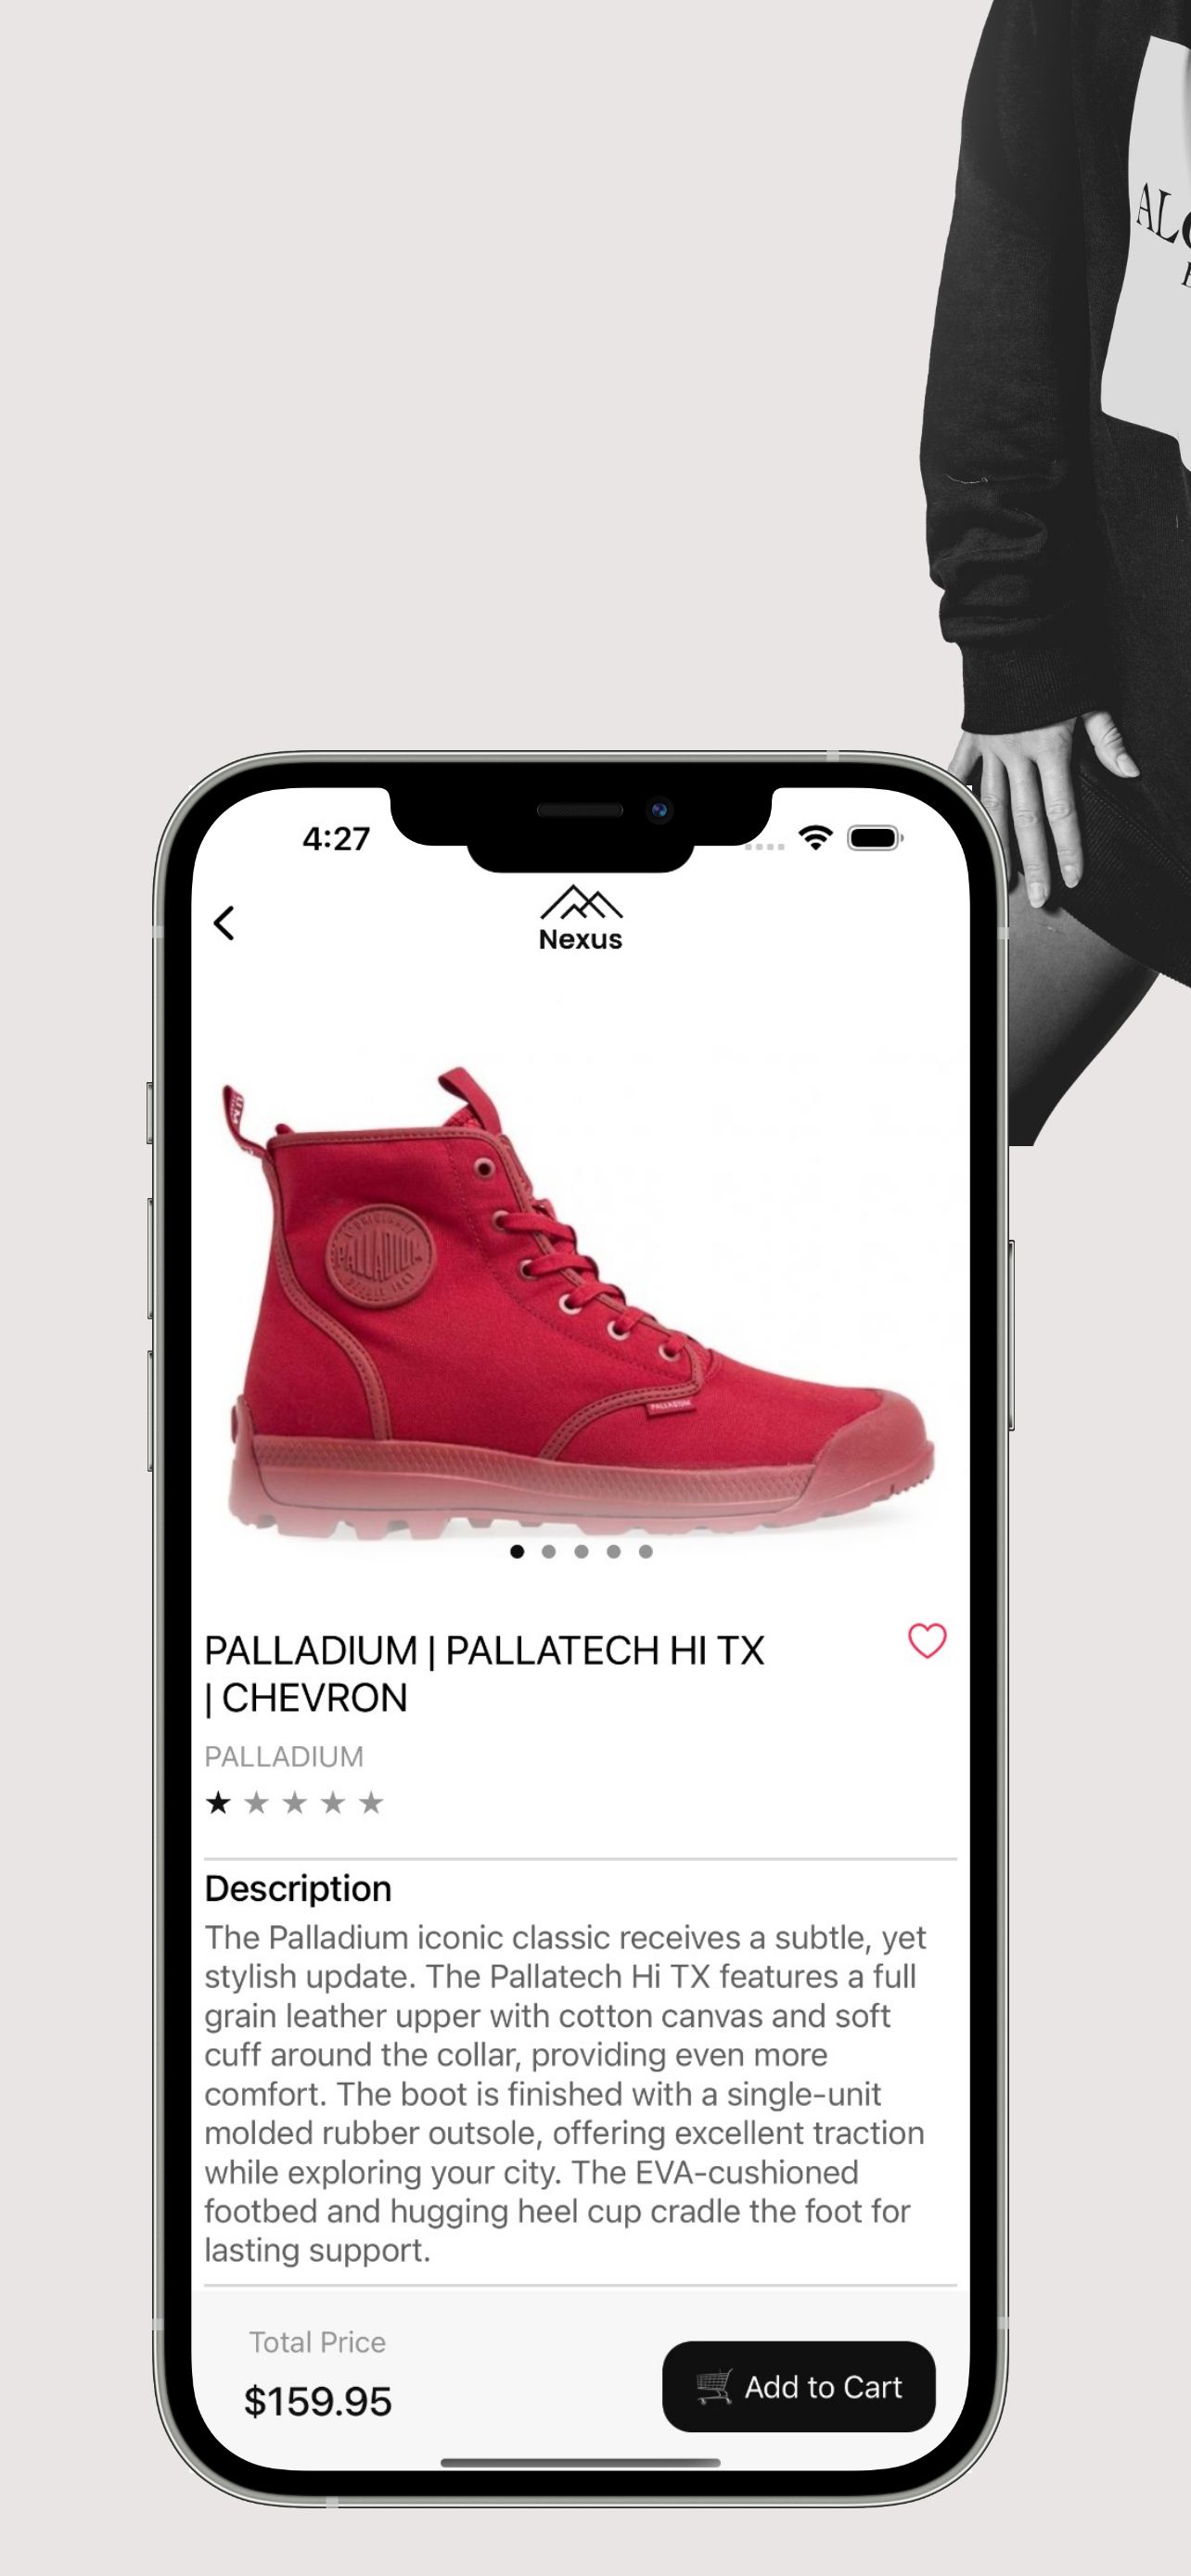 AL
4:27
Nexus
PALLADIUM
PALLADIUM
PALLADIUM | PALLATECH HI TX
| CHEVRON
PALLADIUM
Description
The Palladium iconic classic receives a subtle, yet
stylish update. The Pallatech Hi TX features a full
grain leather upper with cotton canvas and soft
cuff around the collar, providing even more
comfort. The boot is finished with a single-unit
molded rubber outsole, offering excellent traction
while exploring your city. The EVA-cushioned
footbed and hugging heel cup cradle the foot for
lasting support.
Total Price
$159.95
Add to Cart